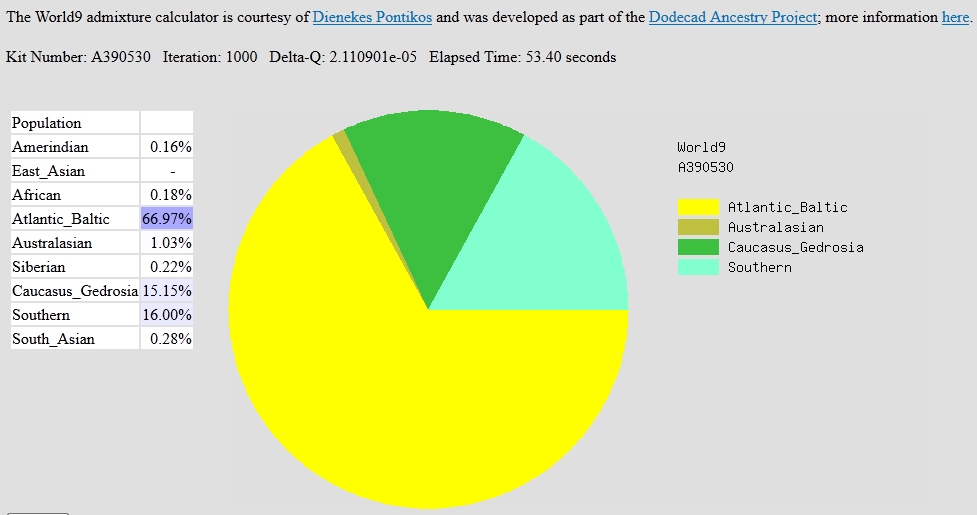 The World9 admixture calculator is courtesy of Dienekes Pontikos and was developed as part of the Dodecad Ancestry Project; more information here.
Kit Number: A390530 Iteration: 1000 Delta-Q: 2.110901e-05 Elapsed Time: 53.40 seconds
Population
Amerindian 0.16%
East_Asian -
African 0.18%
Atlantic_Baltic 66.97%
Australasian 1.03%
Siberian 0.22%
Caucasus_Gedrosia 15.15%
Southern 16.00%
South_Asian 0.28%
World9
A390530
Atlantic_Baltic
Australasian
Caucasus_Gedrosia
Southern